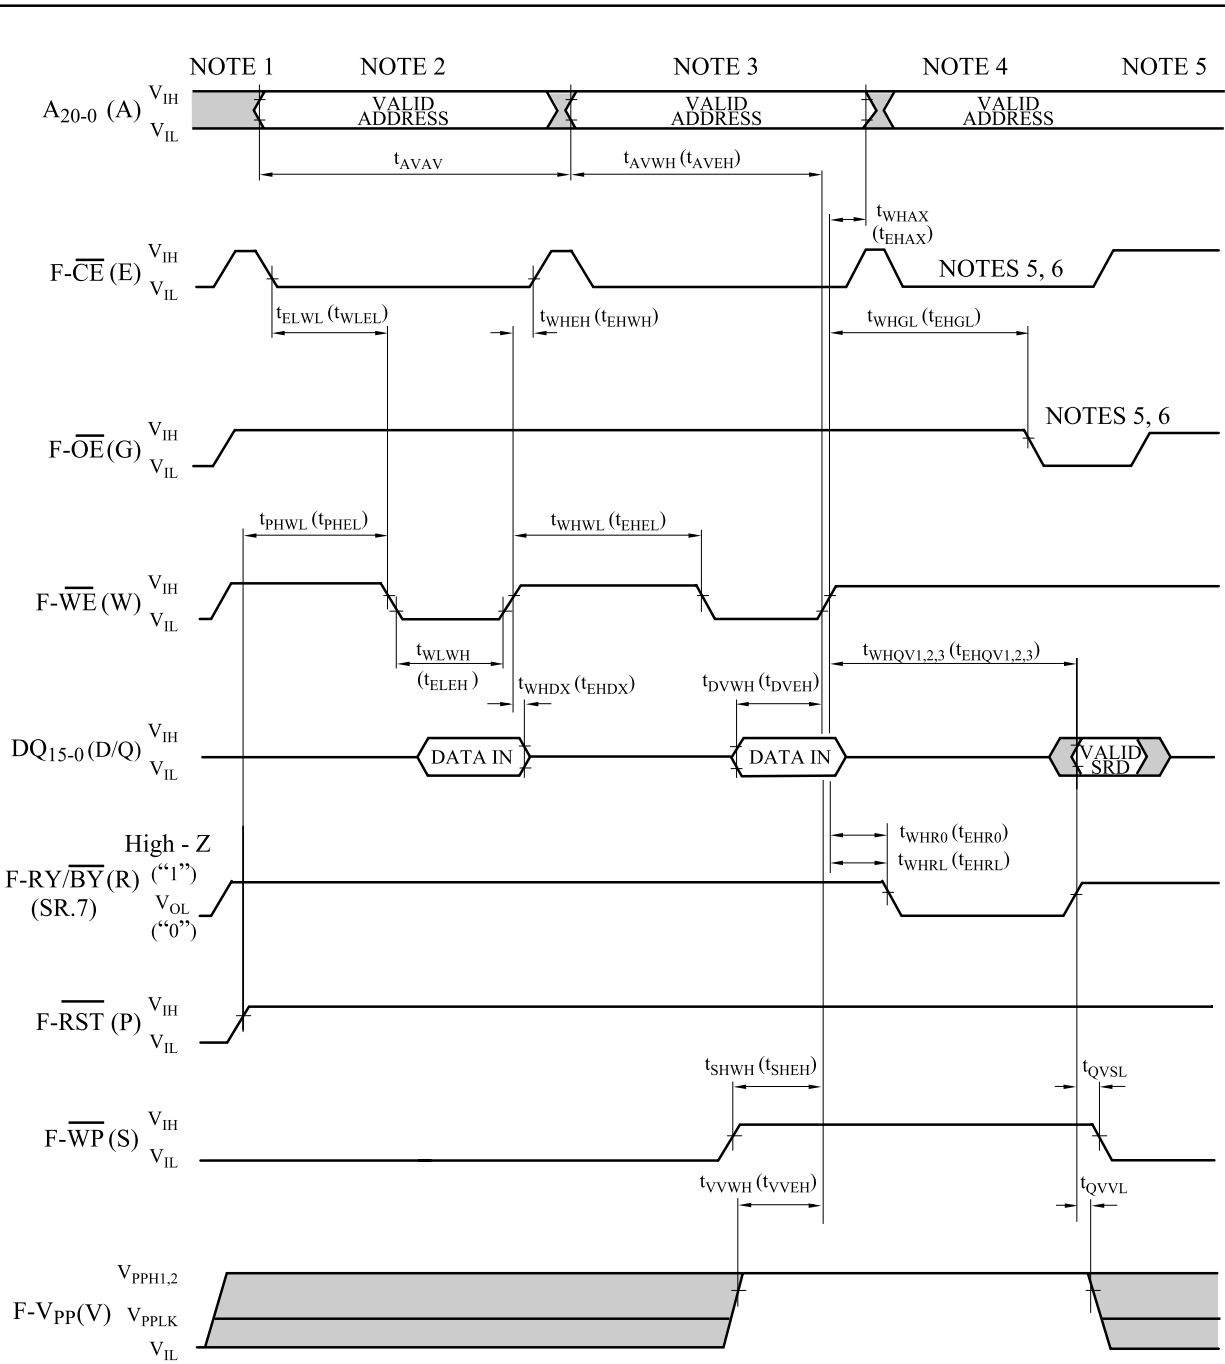 NOTE 1 NOTE 2 NOTE 3 NOTE 4 NOTE 5
A20-0 (A) VIH VIL
VALID ADDRESS VALID ADDRESS VALID ADDRESS
tAVAV tAVWH (tAVEH)
tWHAX
(tEHAX)
F-CE (E) VIH VIL
NOTES 5, 6
tELWL (tWLEL) tWHEH (tEHWH) tWHGL (tEHGL)
NOTES 5, 6
F-OE (G) VIH VIL
tPHWL (tPHEL) tWHWL (tEHEL)
F-WE (W) VIH VIL
tWLWH
(tELEH)
tWHQV1,2,3 (tEHQV1,2,3)
tWHDX (tEHDX) tDVWH (tDVEH)
DQ15-0 (D/Q) VIH VIL
DATA IN DATA IN VALID SRD
tWHR0 (tEHR0)
tWHRL (tEHRL)
High - Z
(“1”)
F-RY/BY (R)
(SR.7)
VOL
(“0”)
F-RST (P) VIH VIL
tSHWH (tSHEH) tQVSL
F-WP (S) VIH VIL
tVVWH (tVVEH) tQVVL
VPPH1,2
F-VPP(V) VPPLK
VIL